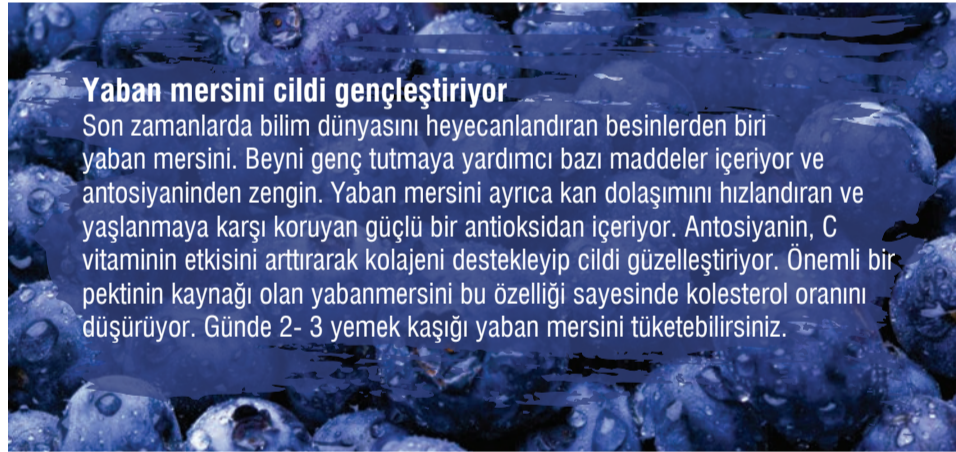 Yaban mersini cildi gençleştiriyor
Son zamanlarda bilim dünyasını heyecanlandıran besinlerden biri
yaban mersini. Beyni genç tutmaya yardımcı bazı maddeler içeriyor ve
antosiyaninden zengin. Yaban mersini ayrıca kan dolaşımını hızlandıran ve
yaşlanmaya karşı koruyan güçlü bir antioksidan içeriyor. Antosiyanin, C
vitaminin etkisini arttırarak kolajeni destekleyip cildi güzelleştiriyor. Önemli bir
pektinin kaynağı olan yabanmersini bu özelliği sayesinde kolesterol oranını
düşürüyor. Günde 2- 3 yemek kaşığı yaban mersini tüketebilirsiniz.